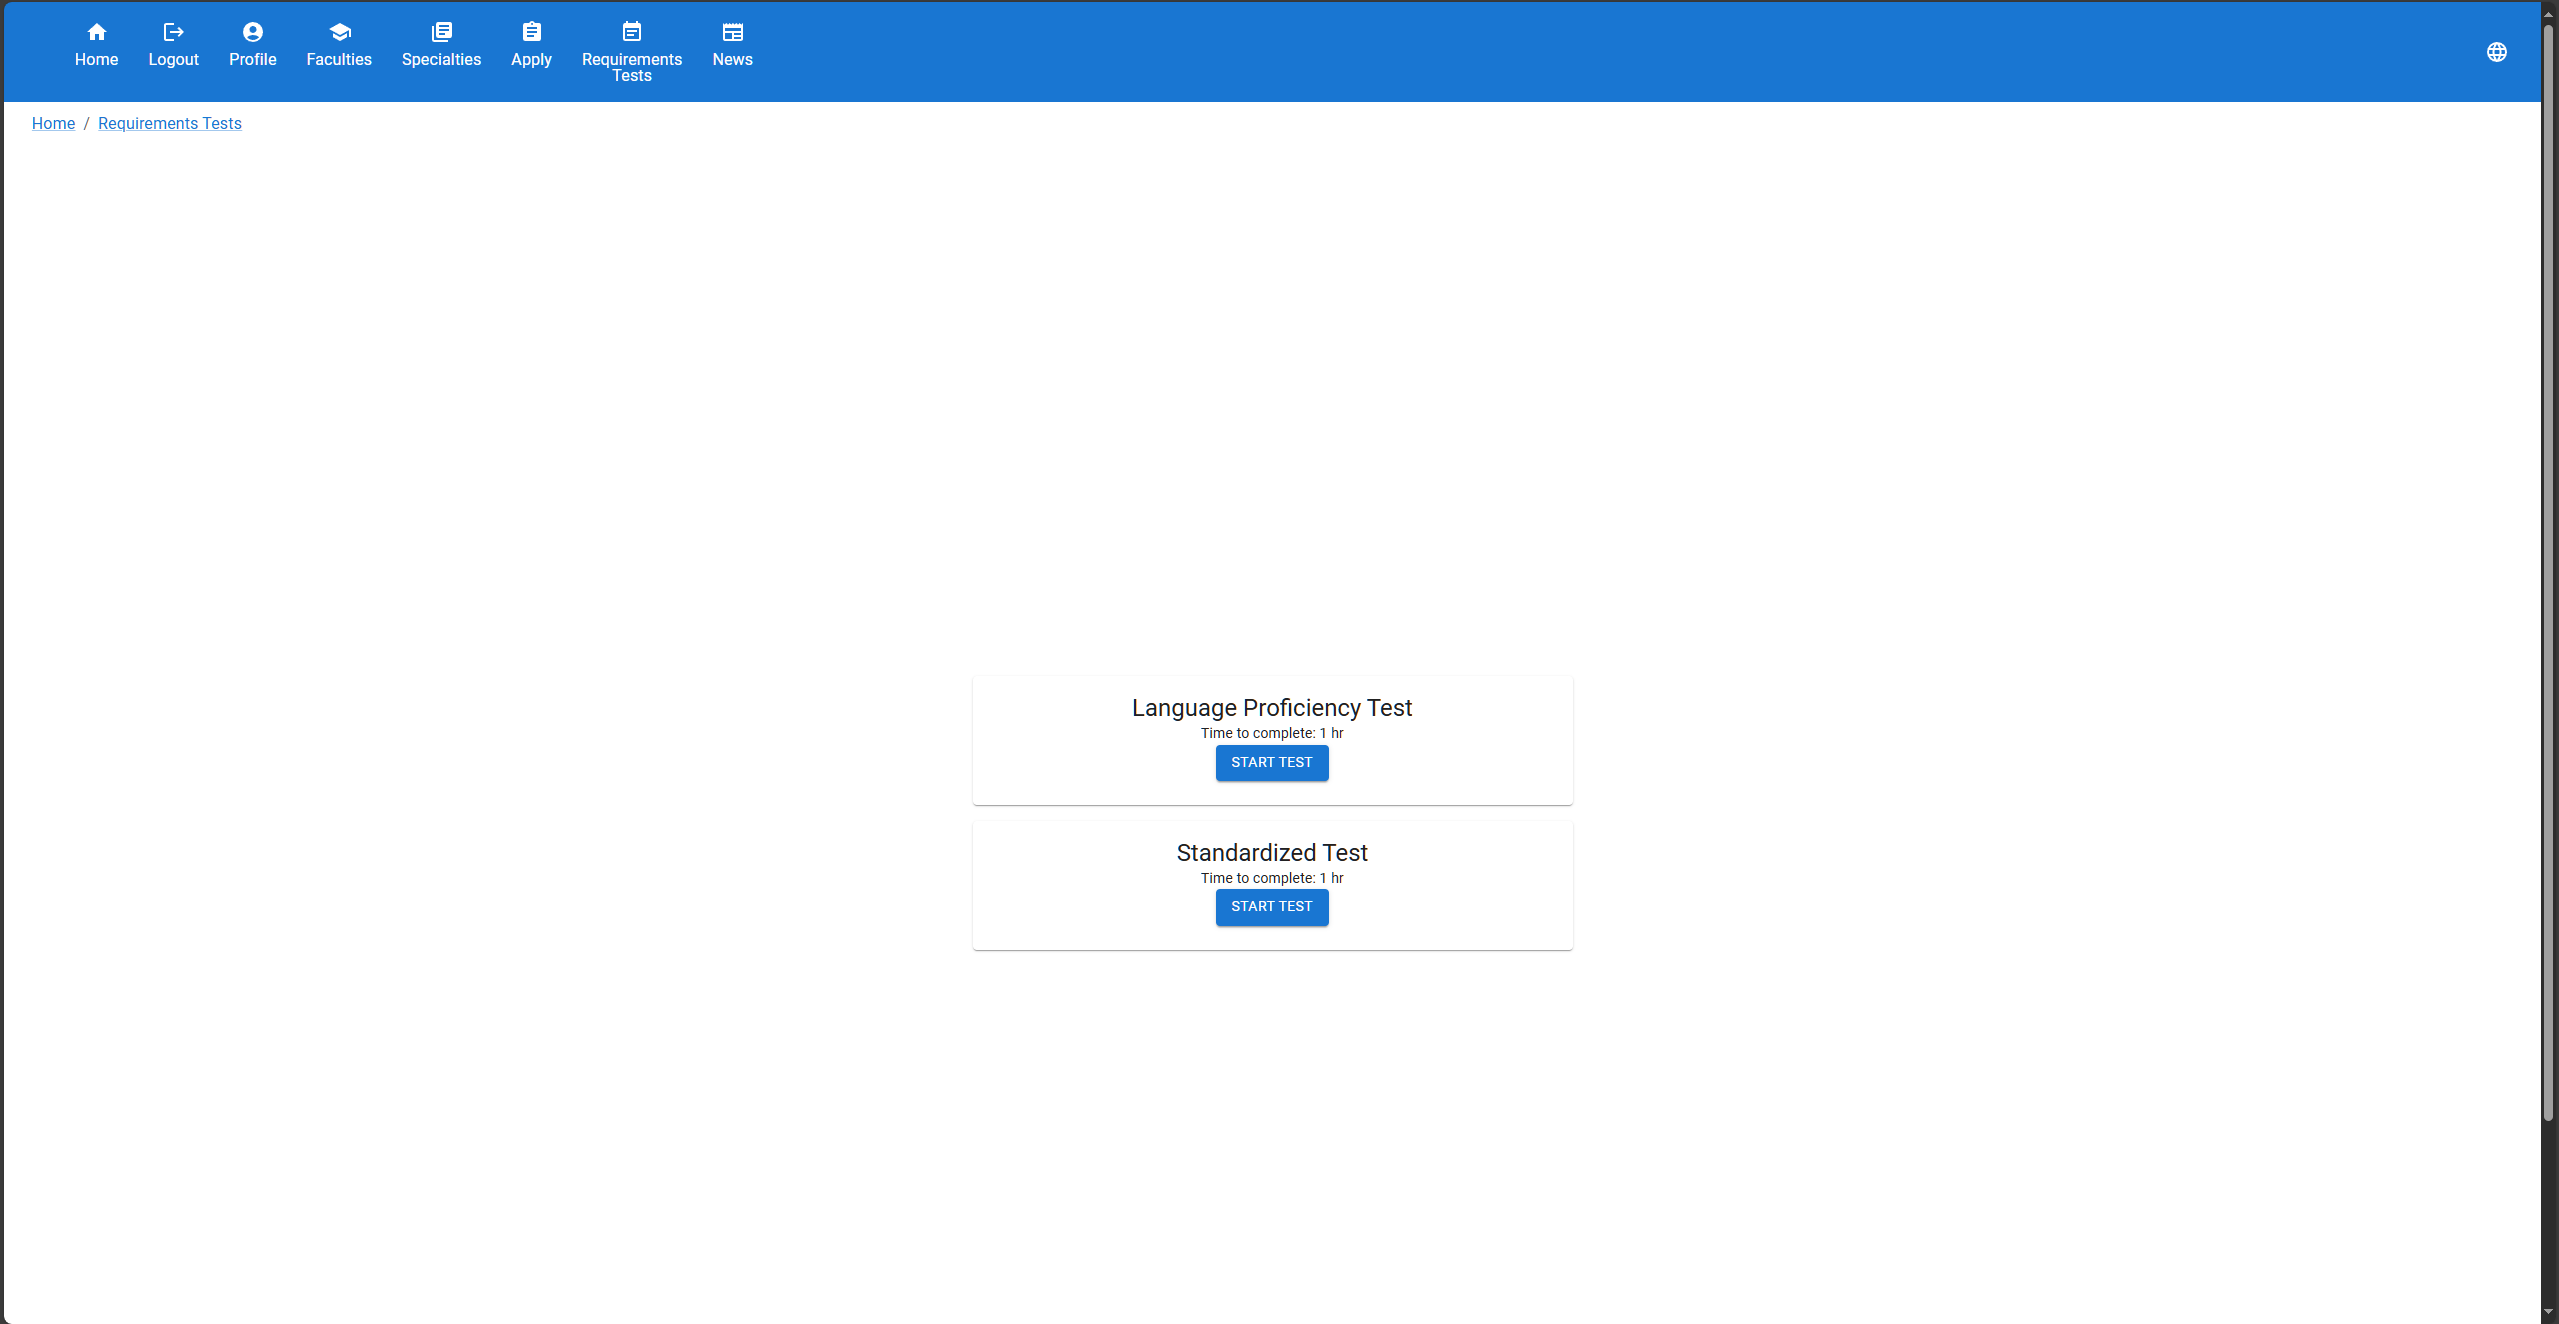 Home
Logout
Profile
Faculties
Specialties
Apply
Requirements
Tests
News
Home / Requirements Tests
Language Proficiency Test
Time to complete: 1 hr
START TEST
Standardized Test
Time to complete: 1 hr
START TEST